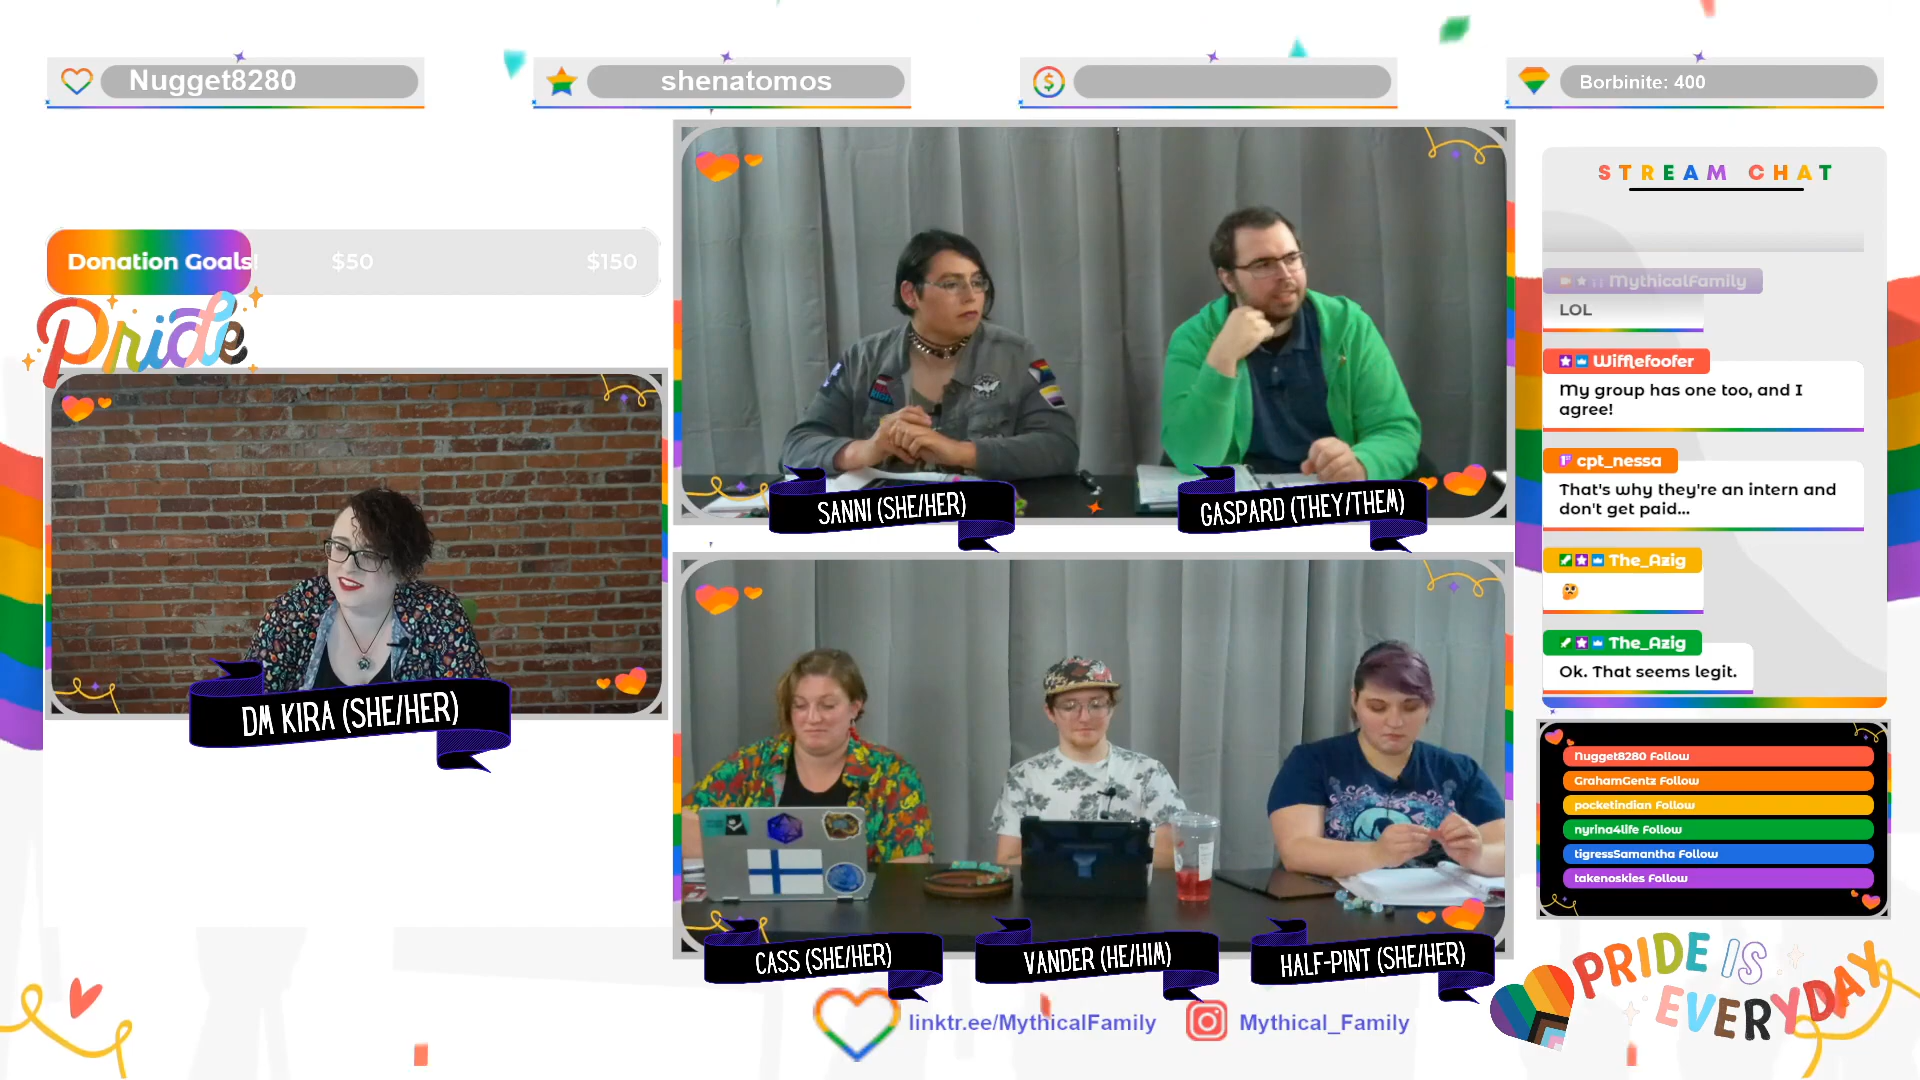 Nugget8280
shenatomos
Borbinite: 400
Donation Goals!
$50
$150
Pride
STREAM CHAT
MythicalFamily
LOL
Wifflefoofer
My group has one too, and I
agree!
cpt_nessa
That's why they're an intern and
don't get paid...
The_Azig
The_Azig
Ok. That seems legit.
SANNI (SHE/HER)
GASPARD (THEY/THEM)
DM KIRA (SHE/HER)
CASS (SHE/HER)
VANDER (HE/HIM)
HALF-PINT (SHE/HER)
Nugget8280 Follow
GrahamGentz Follow
pocketindian Follow
nyrina4life Follow
tigressSamantha Follow
takenoskies Follow
PRIDE IS
EVERYDAY
linktr.ee/MythicalFamily
Mythical_Family